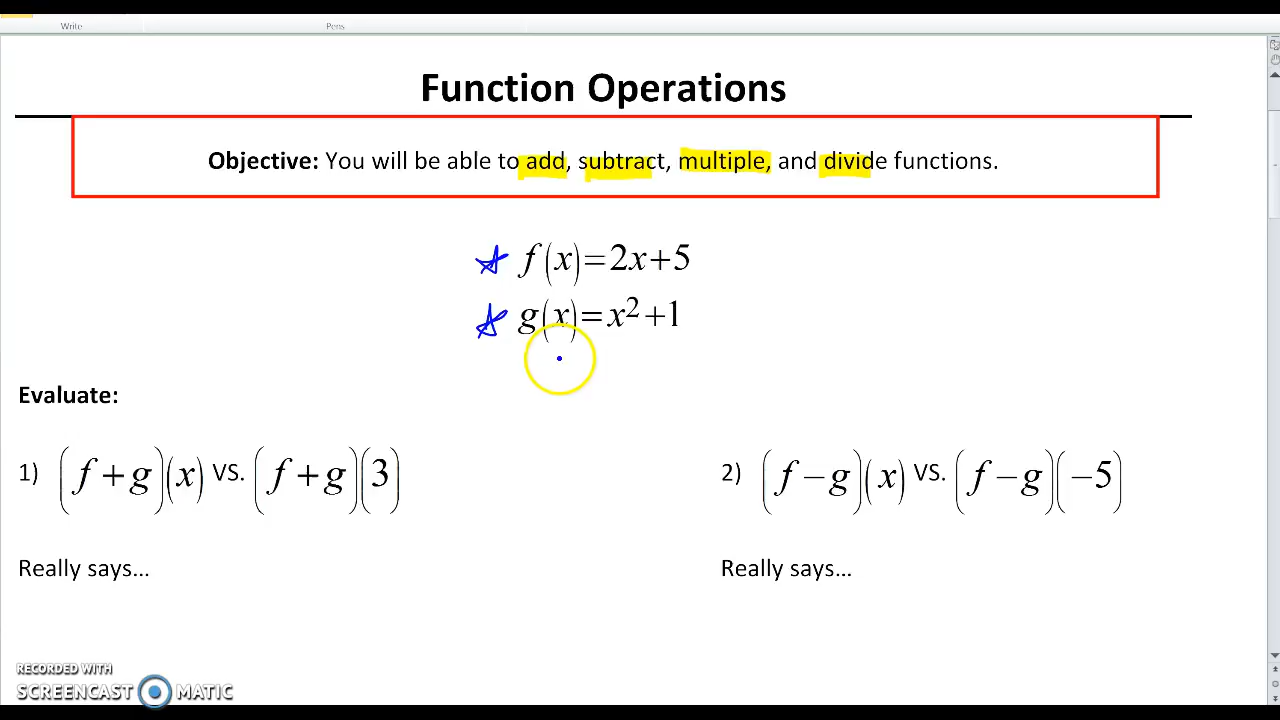 Write Pens
Function Operations
Objective: You will be able to add, subtract, multiple, and divide functions.
f(x)=2x+5
g(x)=x²+1
Evaluate:
1) (f+g)(x) VS. (f+g)(3)
2) (f−g)(x) VS. (f−g)(−5)
Really says...
Really says...
RECORDED WITH
SCREENCAST MATIC